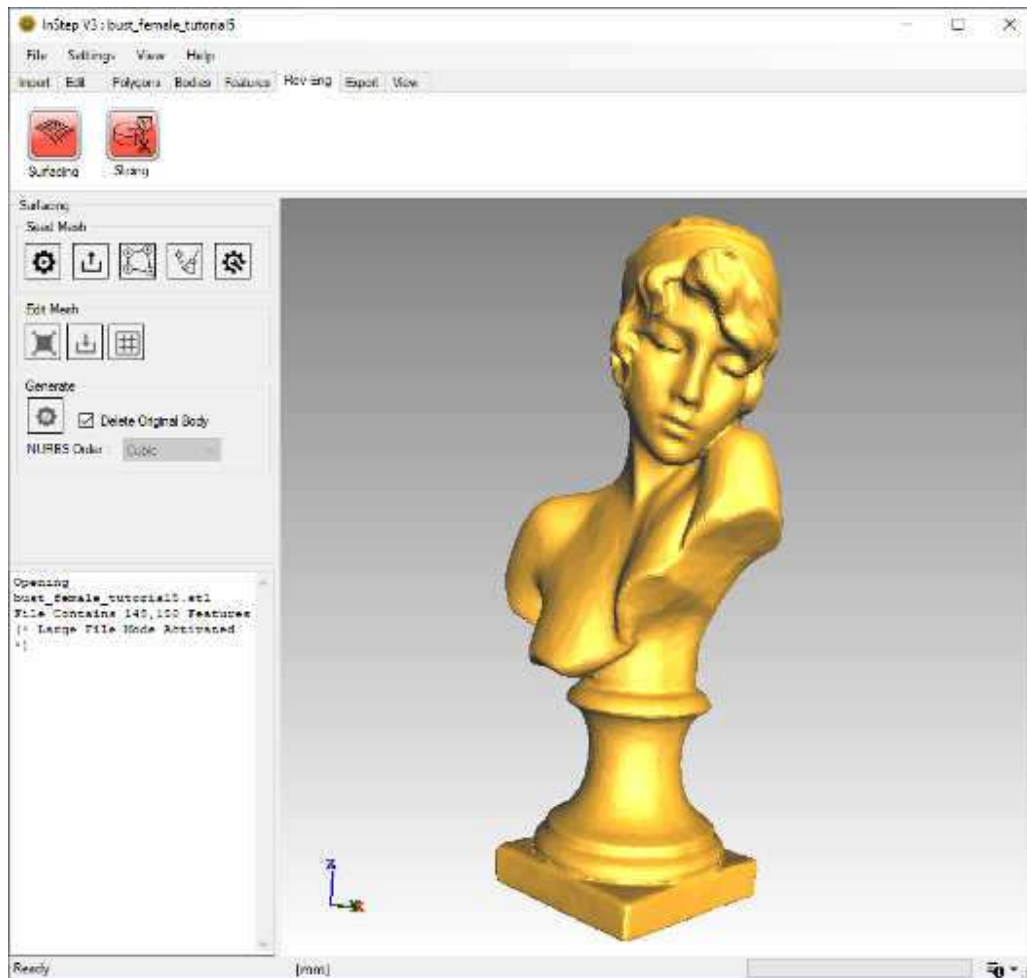 InStep V3 : bust_female_tutorial5
File Settings View Help
Import Edit Polygons Bodies Features Rev Eng Export View
Surfacing Slicing
Surfacing
Seed Mesh
Edit Mesh
Generate
Delete Original Body
NURBS Order Cubic
Opening
bust_female_tutorial5.stl
File Contains 145,150 Features
Large File Mode Activated
Z
Ready [mm]